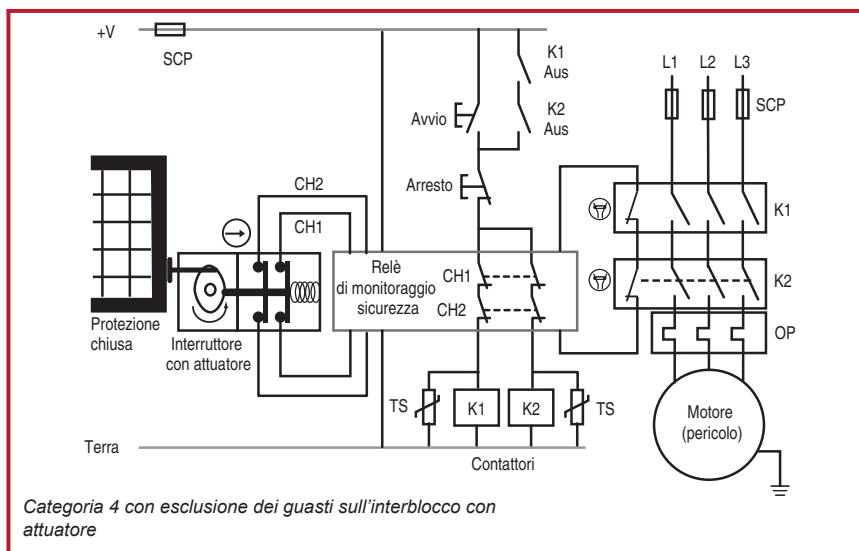 +V
SCP
K1
Aus
K2
Aus
Avvio
Arresto
L1 L2 L3
SCP
CH2
CH1
K1
K2
OP
Relè
di monitoraggio
sicurezza
CH1
CH2
Protezione
chiusa
Interruttore
con attuatore
TS K1 K2 TS
Motore
(pericolo)
Terra
Contattori
Categoria 4 con esclusione dei guasti sull'interblocco con
attuatore